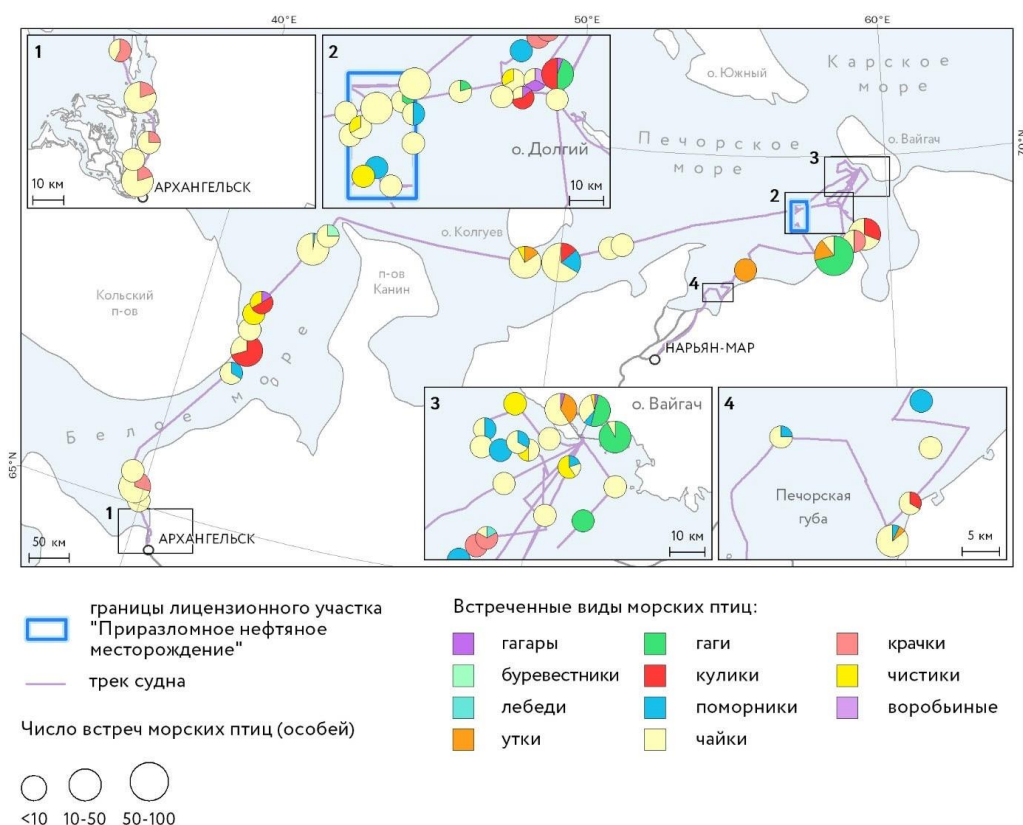 40°E
50°E
60°E
1
10 км
АРХАНГЕЛЬСК
2
о. Долгий
10 км
о. Южный
Карское
море
о. Вайгач
70°N
Печорское
море
3
2
о. Колгуев
п-ов
Канин
Кольский
п-ов
4
НАРЬЯН-МАР
Белое море
65°N
1
АРХАНГЕЛЬСК
50 км
3
о. Вайгач
10 км
4
Печорская
губа
5 км
границы лицензионного участка
"Приразломное нефтяное
месторождение"
трек судна
Число встреч морских птиц (особей)
<10 10-50 50-100
Встреченные виды морских птиц:
гагары
буревестники
лебеди
утки
гаги
кулики
поморники
чайки
крачки
чистики
воробьиные